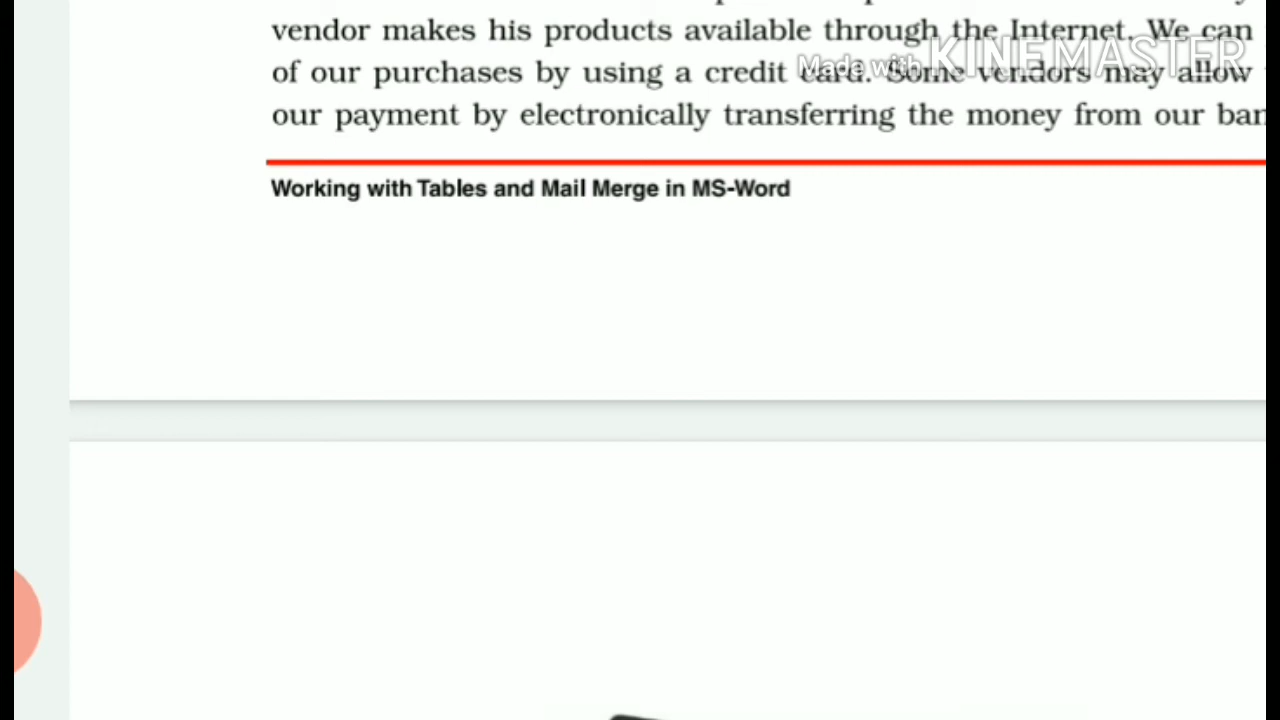 vendor makes his products available through the Internet. We can
of our purchases by using a credit card. Some vendors may allow
our payment by electronically transferring the money from our
Made with KINEMASTER
Working with Tables and Mail Merge in MS-Word